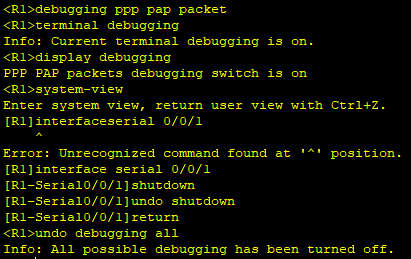 <R1>debugging ppp pap packet
<R1>terminal debugging
Info: Current terminal debugging is on.
<R1>display debugging
PPP PAP packets debugging switch is on
<R1>system-view
Enter system view, return user view with Ctrl+Z.
[R1]interfaceserial 0/0/1
^
Error: Unrecognized command found at '^' position.
[R1]interface serial 0/0/1
[R1-Serial0/0/1]shutdown
[R1-Serial0/0/1]undo shutdown
[R1-Serial0/0/1]return
<R1>undo debugging all
Info: All possible debugging has been turned off.